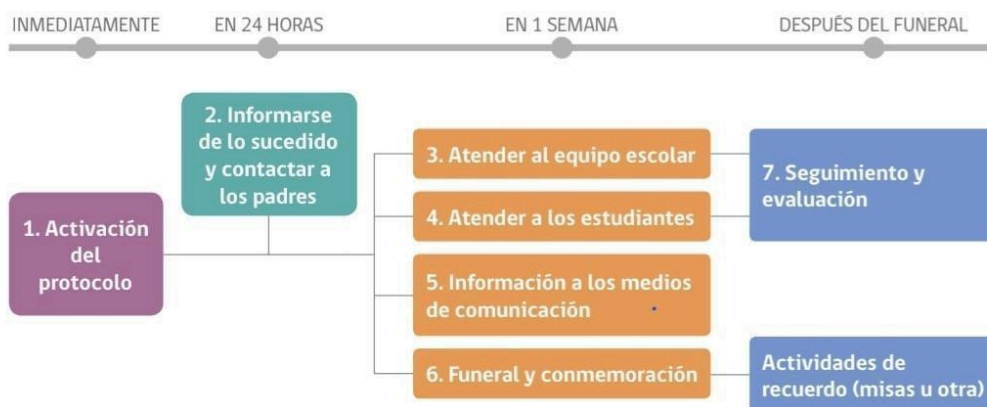 INMEDIATAMENTE
EN 24 HORAS
EN 1 SEMANA
DESPUÉS DEL FUNERAL
1. Activación
del
protocolo
2. Informarse
de lo sucedido
y contactar a
los padres
3. Atender al equipo escolar
4. Atender a los estudiantes
5. Información a los medios
de comunicación
6. Funeral y conmemoración
7. Seguimiento y
evaluación
Actividades de
recuerdo (misas u otra)